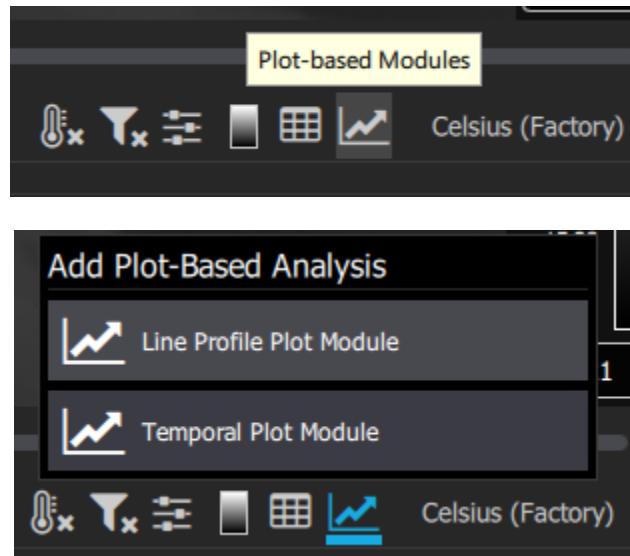 Plot-based Modules
Celsius (Factory)
Add Plot-Based Analysis
Line Profile Plot Module
1
Temporal Plot Module
Celsius (Factory)